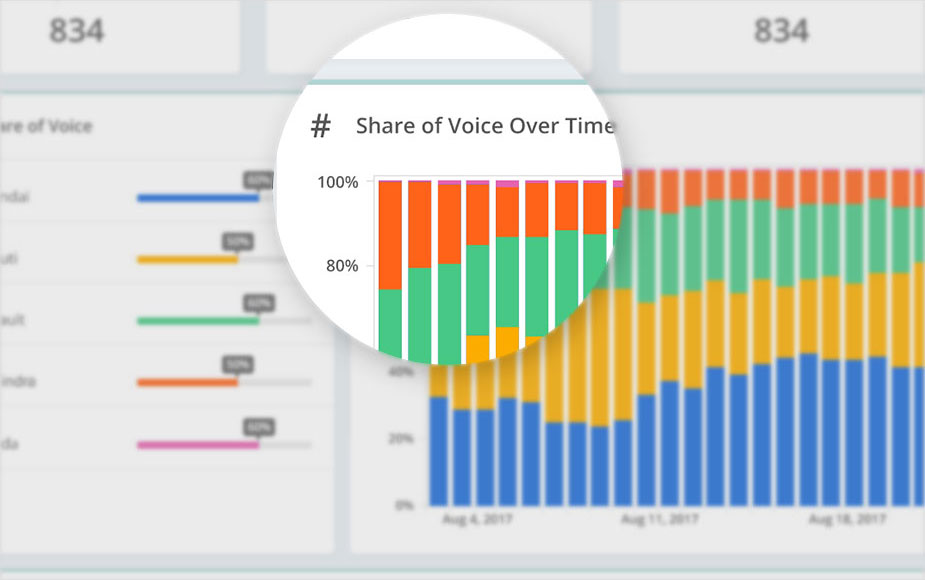 834
834
# Share of Voice Over Time
are of Voice
100%
80%
40%
20%
0%
ndai
60%
uti
50%
ault
60%
indra
50%
da
60%
Aug 4, 2017
Aug 11, 2017
Aug 18, 2017